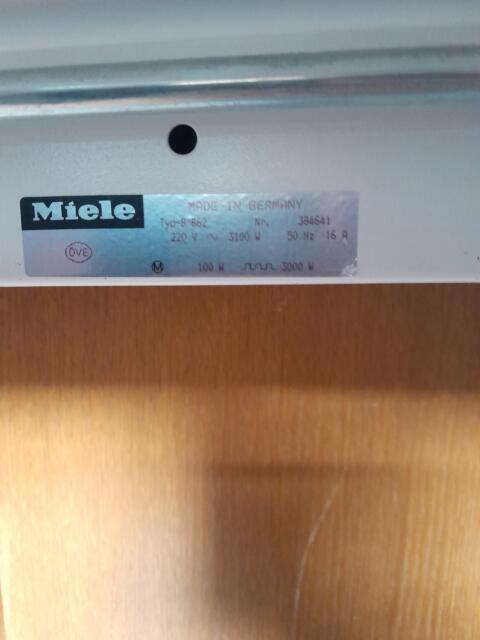 Miele
MADE IN GERMANY
Typ-B 862 Nr. 384641
220 V ~ 3100 W 50 Hz 16 A
ÖVE
M 100 W 3000 W